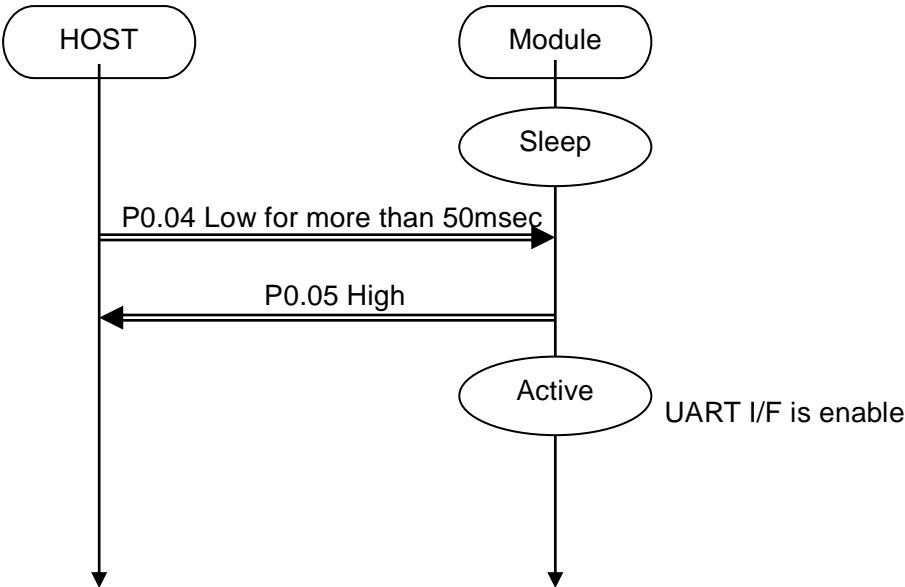 HOST
Module
Sleep
P0.04 Low for more than 50msec
P0.05 High
Active
UART I/F is enable